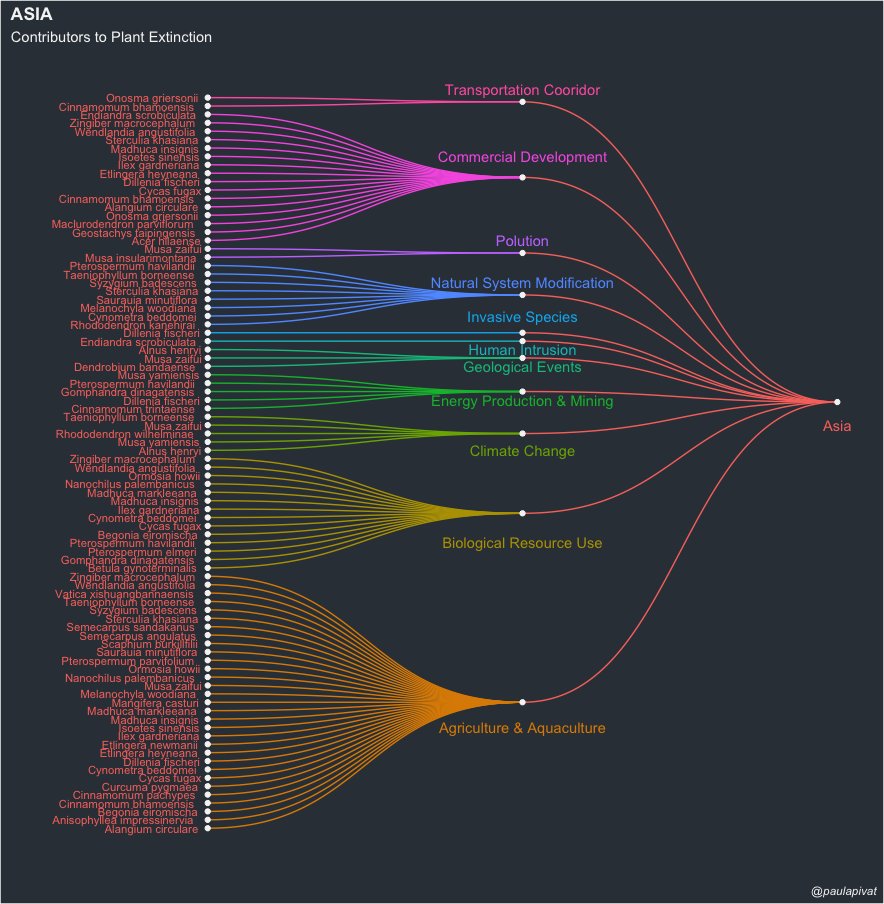 ASIA
Contributors to Plant Extinction
Onosma griersonii
Cinnamomum bhamoensis
Endiandra scrobiculata
Zingiber macrocephalum
Wendlandia angustifolia
Sterculia khasiana
Madhuca insignis
Isoetes sinensis
Ilex gardneriana
Etlingera heyneana
Dillenia fischeri
Cycas fugax
Cinnamomum bhamoensis
Alangium circulare
Onosma griersonii
Maclurodendron parviflorum
Geostachys taipingensis
Acer hilaense
Musa zaifui
Musa insularimontana
Pterospermum havilandii
Taeniophyllum borneense
Syzygium badescens
Sterculia khasiana
Saurauia minutiflora
Melanochyla woodiana
Cynometra beddomei
Rhododendron kanehirai
Dillenia fischeri
Endiandra scrobiculata
Alnus henryi
Musa zaifui
Dendrobium bandaense
Musa yamiensis
Pterospermum havilandii
Gomphandra dinagatensis
Dillenia fischeri
Cinnamomum trintaense
Taeniophyllum borneense
Musa zaifui
Rhododendron wilhelminae
Musa yamiensis
Alnus henryi
Zingiber macrocephalum
Wendlandia angustifolia
Ormosia howii
Nanochilus palembanicus
Madhuca markleeana
Madhuca insignis
Ilex gardneriana
Cynometra beddomei
Cycas fugax
Begonia eiromischa
Pterospermum havilandii
Pterospermum elmeri
Gomphandra dinagatensis
Betula gynoterminalis
Zingiber macrocephalum
Wendlandia angustifolia
Vatica xishuangbannaensis
Taeniophyllum borneense
Syzygium badescens
Sterculia khasiana
Semecarpus sandakanus
Semecarpus angulatus
Scaphium burkillfilii
Saurauia minutiflora
Pterospermum parvifolium
Ormosia howii
Nanochilus palembanicus
Musa zaifui
Melanochyla woodiana
Mangifera casturi
Madhuca markleeana
Madhuca insignis
Isoetes sinensis
Ilex gardneriana
Etlingera newmanii
Etlingera heyneana
Dillenia fischeri
Cynometra beddomei
Cycas fugax
Curcuma pygmaea
Cinnamomum pachypes
Cinnamomum bhamoensis
Begonia eiromischa
Anisophyllea impressinervia
Alangium circulare
Transportation Cooridor
Commercial Development
Polution
Natural System Modification
Invasive Species
Human Intrusion
Geological Events
Energy Production & Mining
Climate Change
Biological Resource Use
Agriculture & Aquaculture
Asia
@paulapivat